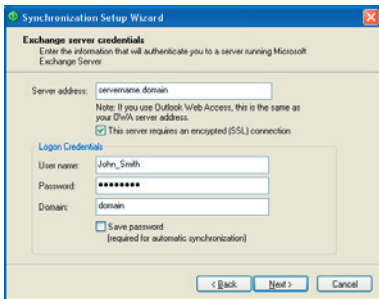 Synchronization Setup Wizard
Exchange server credentials
Enter the information that will authenticate you to a server running Microsoft
Exchange Server
Server address: servername.domain
Note: If you use Outlook Web Access, this is the same as
your OWA server address.
This server requires an encrypted (SSL) connection
Logon Credentials
User name: John_Smith
Password: ••••••••
Domain: domain
Save password
(required for automatic synchronization)
< Back Next > Cancel